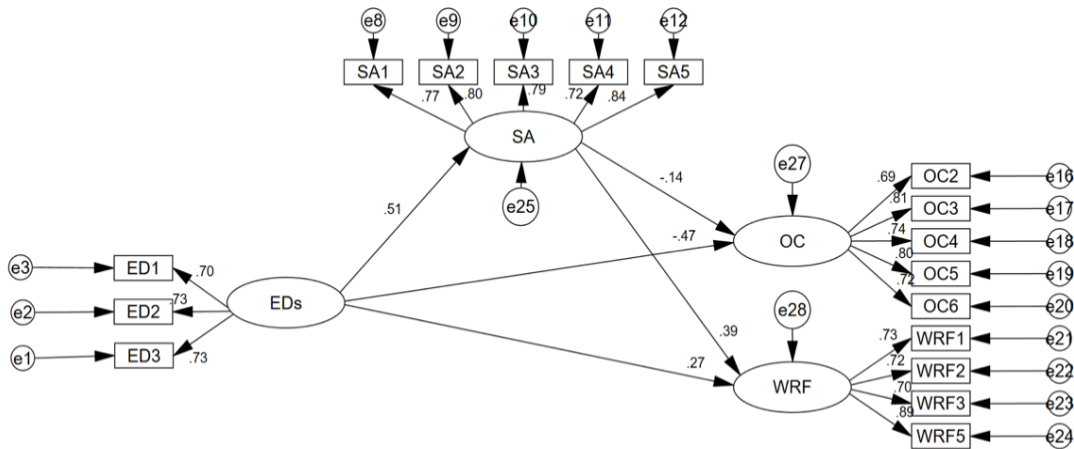 e8 e9 e10 e11 e12
SA1 SA2 SA3 SA4 SA5
.77 .80 .79 .72 .84
SA
e25
.51
-.14
-.47
.39
.27
e27
OC
e28
WRF
EDs
e3 ED1 .70
e2 ED2 .73
e1 ED3 .73
.69 OC2 e16
.81 OC3 e17
.74 OC4 e18
.80 OC5 e19
.72 OC6 e20
.73 WRF1 e21
.72 WRF2 e22
.70 WRF3 e23
.89 WRF5 e24